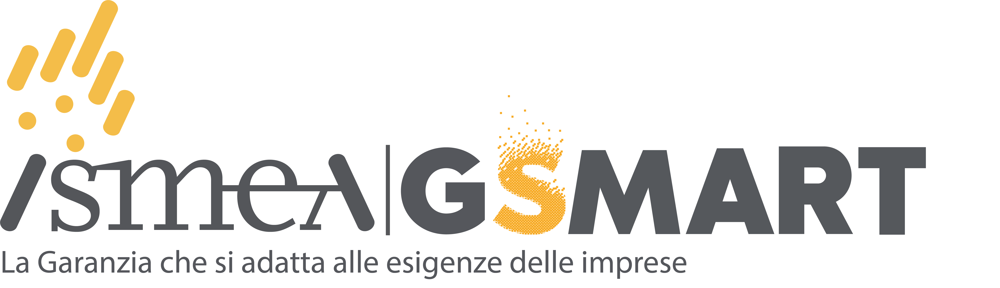 ismea | GSMART
La Garanzia che si adatta alle esigenze delle imprese